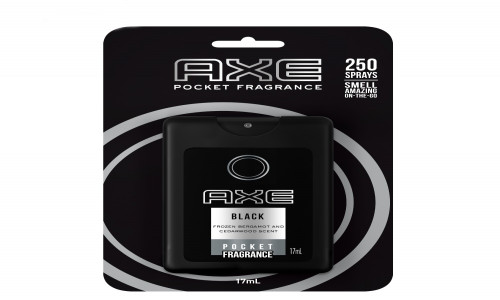 AXE
POCKET FRAGRANCE
250
SPRAYS
SMELL
AMAZING
ON-THE-GO
AXE
BLACK
FROZEN BERGAMOT AND
CEDARWOOD SCENT
POCKET
FRAGRANCE
17mL
17mL